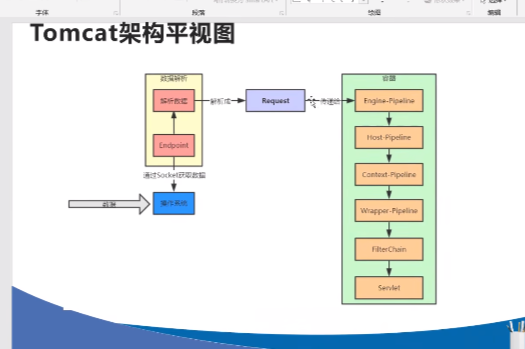 字体
段落
绘图
编辑
Tomcat架构平视图
数据解析
解析数据
解析成
Request
传递给
容器
Engine-Pipeline
Endpoint
Host-Pipeline
通过Socket获取数据
Context-Pipeline
数据
操作系统
Wrapper-Pipeline
FilterChain
Servlet